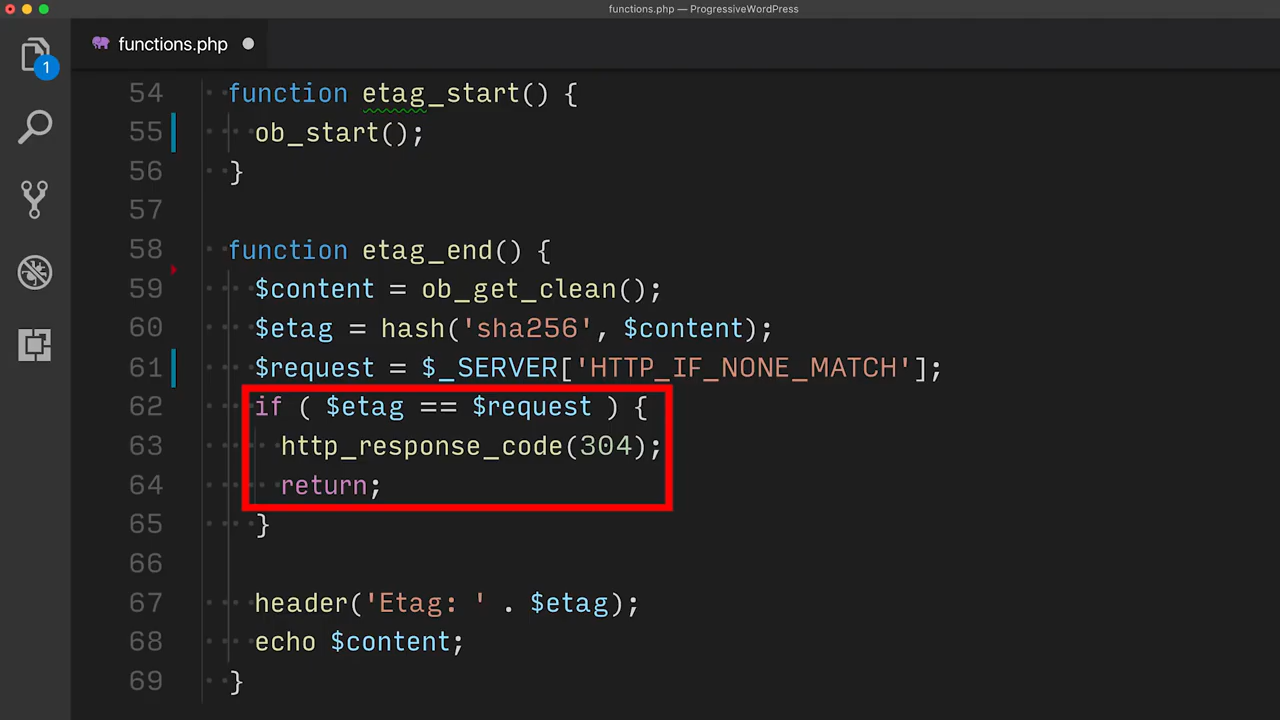 functions.php — ProgressiveWordPress
functions.php
1
54 function etag_start() {
55 ob_start();
56 }
57
58 function etag_end() {
59 $content = ob_get_clean();
60 $etag = hash('sha256', $content);
61 $request = $_SERVER['HTTP_IF_NONE_MATCH'];
62 if ( $etag == $request ) {
63 http_response_code(304);
64 return;
65 }
66
67 header('Etag: ' . $etag);
68 echo $content;
69 }